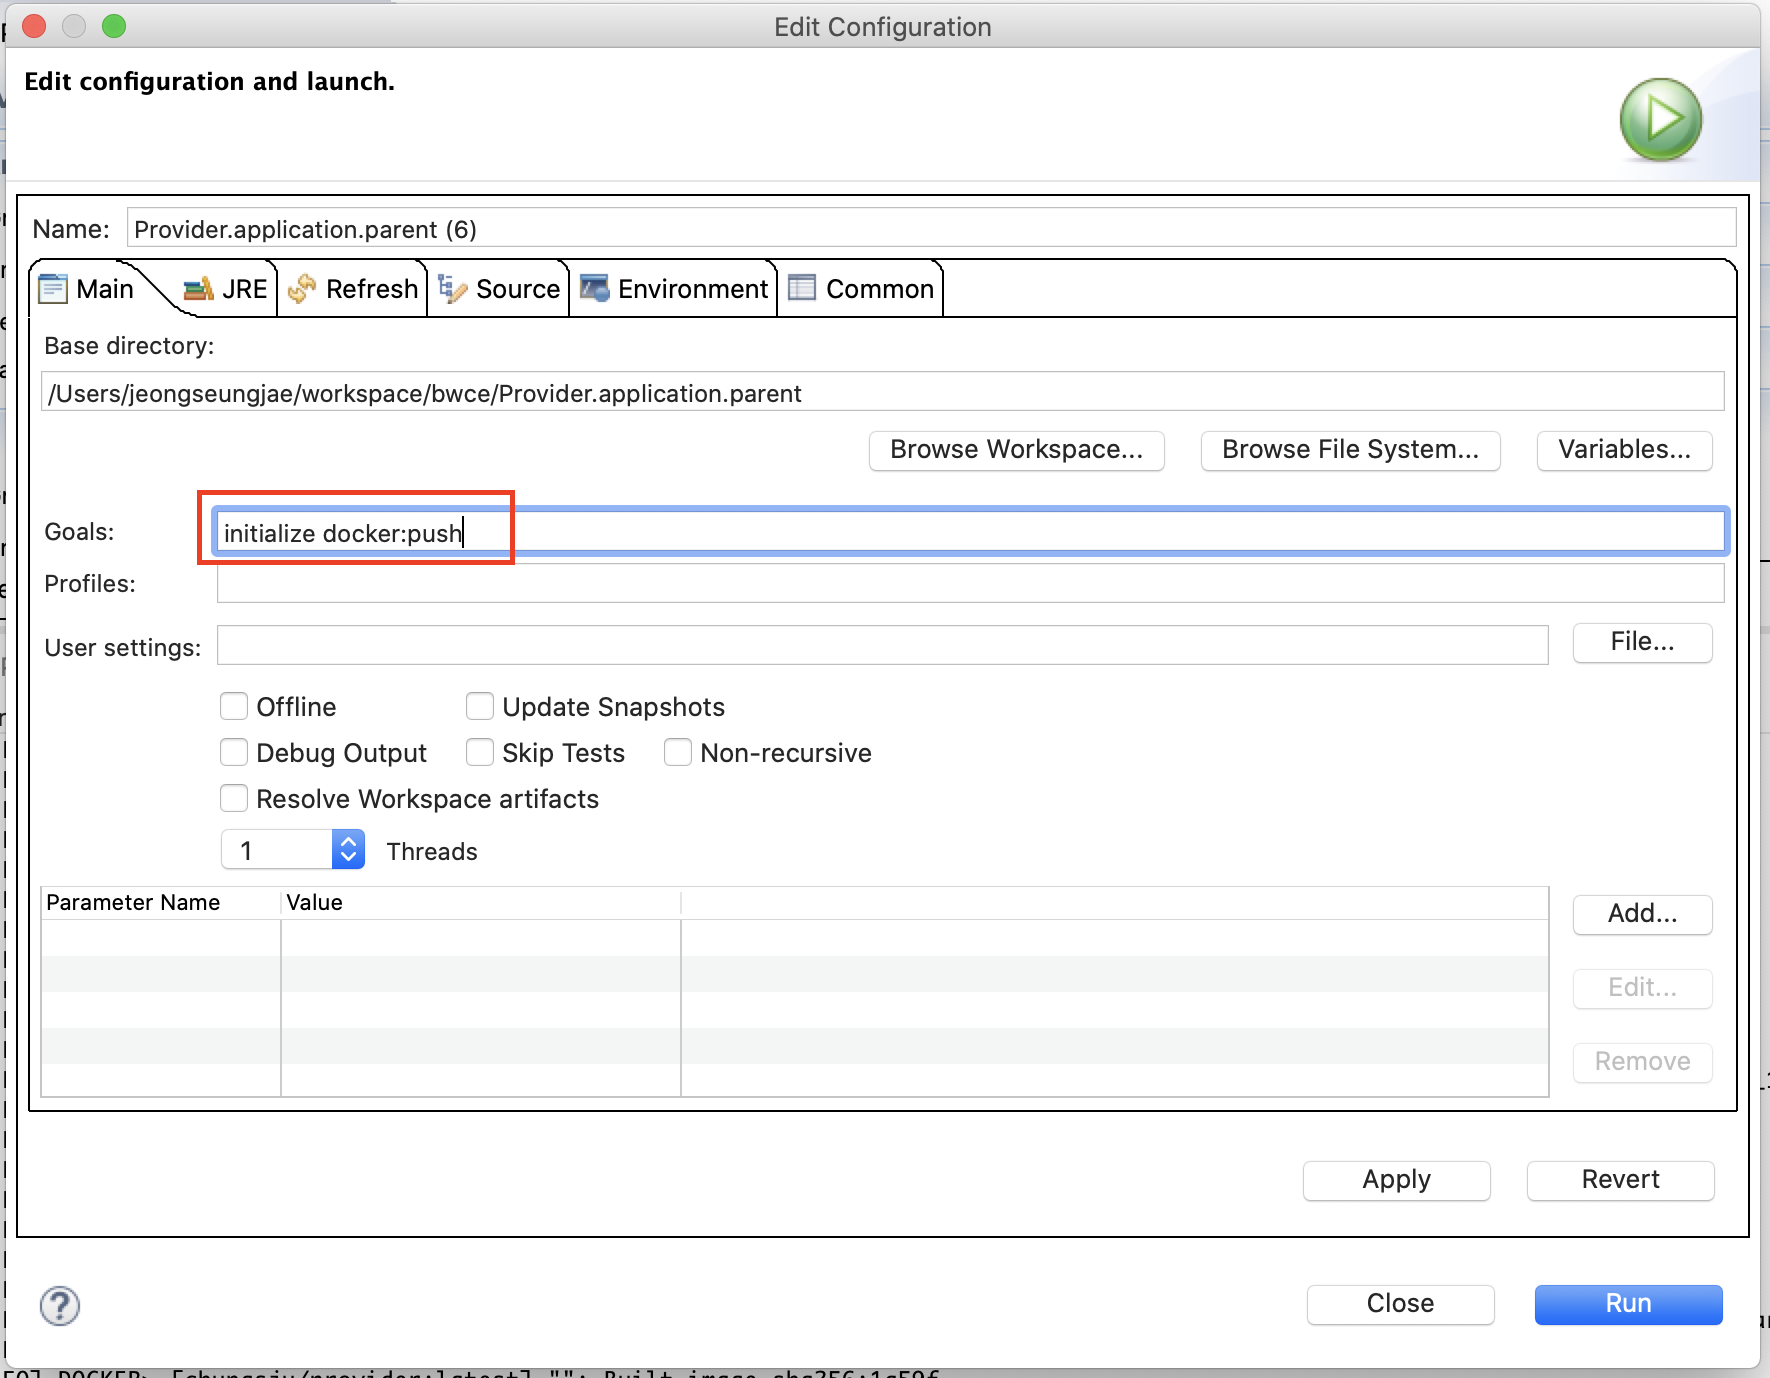 Edit Configuration
Edit configuration and launch.
Name: Provider.application.parent (6)
Main JRE Refresh Source Environment Common
Base directory:
/Users/jeongseungjae/workspace/bwce/Provider.application.parent
Browse Workspace... Browse File System... Variables...
Goals: initialize docker:push
Profiles:
User settings: File...
Offline Update Snapshots
Debug Output Skip Tests Non-recursive
Resolve Workspace artifacts
1 Threads
Parameter Name Value
Add...
Edit...
Remove
Apply Revert
? Close Run